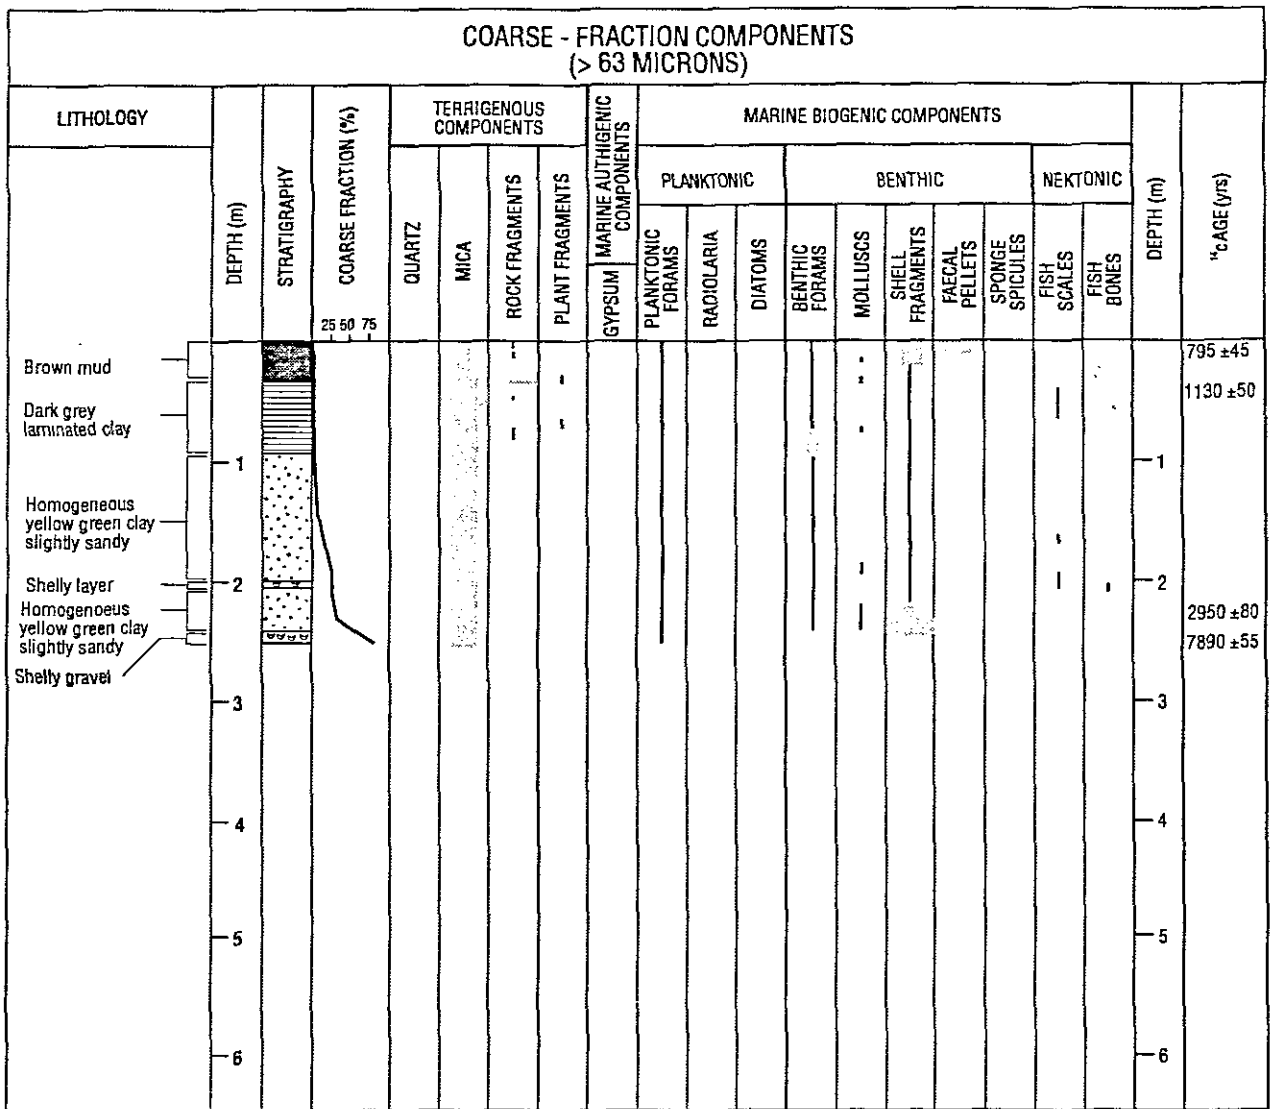 COARSE - FRACTION COMPONENTS
(> 63 MICRONS)
LITHOLOGY
DEPTH (m)
STRATIGRAPHY
COARSE FRACTION (%)
25 50 75
TERRIGENOUS
COMPONENTS
QUARTZ
MICA
ROCK FRAGMENTS
PLANT FRAGMENTS
MARINE AUTHIGENIC
COMPONENTS
GYPSUM
MARINE BIOGENIC COMPONENTS
PLANKTONIC
BENTHIC
NEKTONIC
PLANKTONIC
FORAMS
RADIOLARIA
DIATOMS
BENTHIC
FORAMS
MOLLUSCS
SHELL
FRAGMENTS
FAECAL
PELLETS
SPONGE
SPICULES
FISH
SCALES
FISH
BONES
DEPTH (m)
¹⁴C AGE (yrs)
Brown mud
Dark grey
laminated clay
Homogeneous
yellow green clay
slightly sandy
Shelly layer
Homogenoeus
yellow green clay
slightly sandy
Shelly gravel
1
2
3
4
5
6
1
2
3
4
5
6
795 ±45
1130 ±50
2950 ±80
7890 ±55